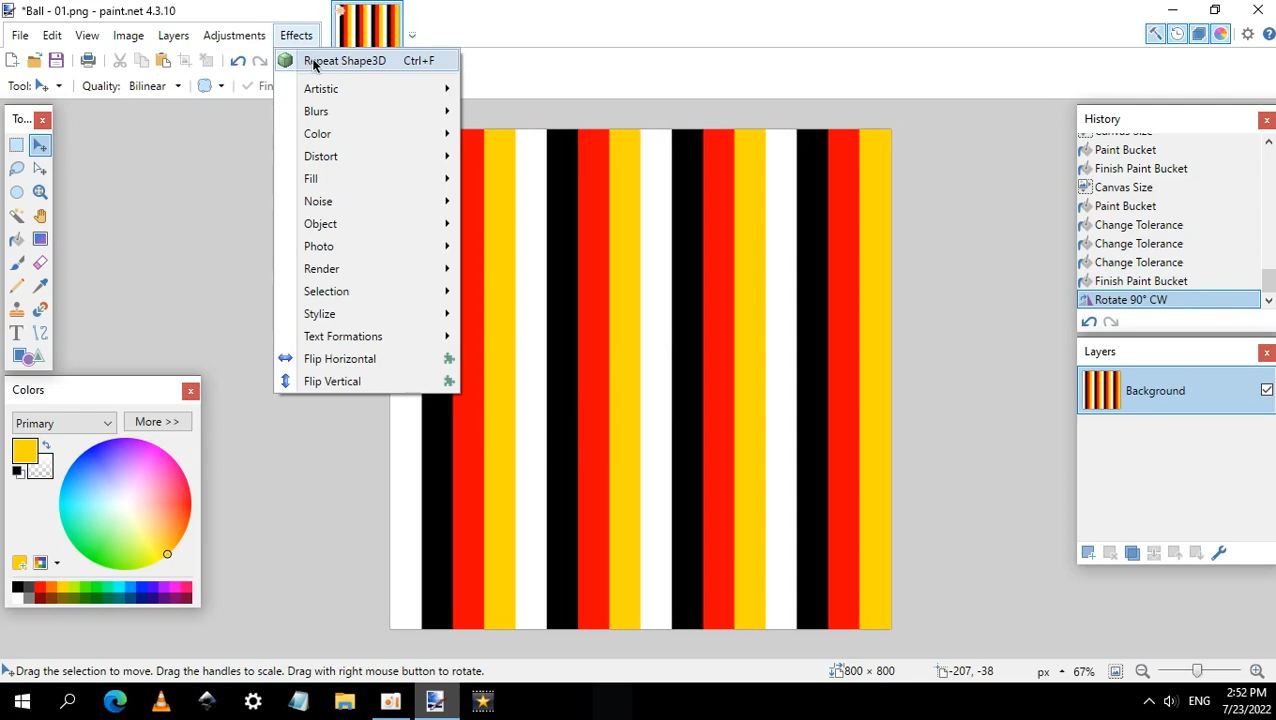 *Ball - 01.png - paint.net 4.3.10
File Edit View Image Layers Adjustments Effects
Tool: Quality: Bilinear Fin
Repeat Shape3D Ctrl+F
Artistic
Blurs
Color
Distort
Fill
Noise
Object
Photo
Render
Selection
Stylize
Text Formations
Flip Horizontal
Flip Vertical
To...
Colors
Primary
More >>
History
Canvas Size
Paint Bucket
Finish Paint Bucket
Canvas Size
Paint Bucket
Change Tolerance
Change Tolerance
Change Tolerance
Finish Paint Bucket
Rotate 90° CW
Layers
Background
Drag the selection to move. Drag the handles to scale. Drag with right mouse button to rotate.
800 × 800
-207, -38
px
67%
ENG
2:52 PM
7/23/2022